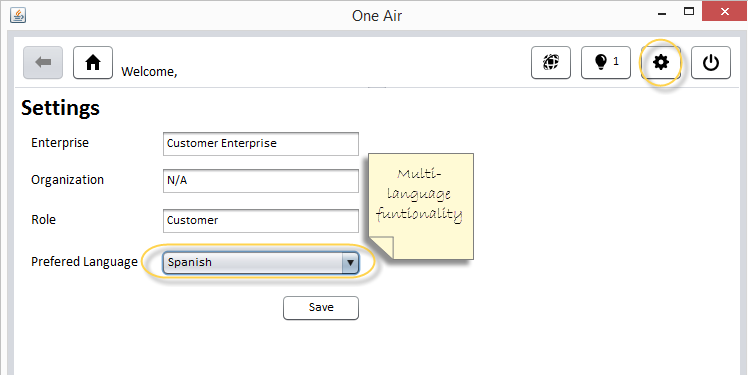 One Air
Welcome,
1
Settings
Enterprise
Customer Enterprise
Organization
N/A
Role
Customer
Prefered Language
Spanish
Save
Multi-
language
funtionality